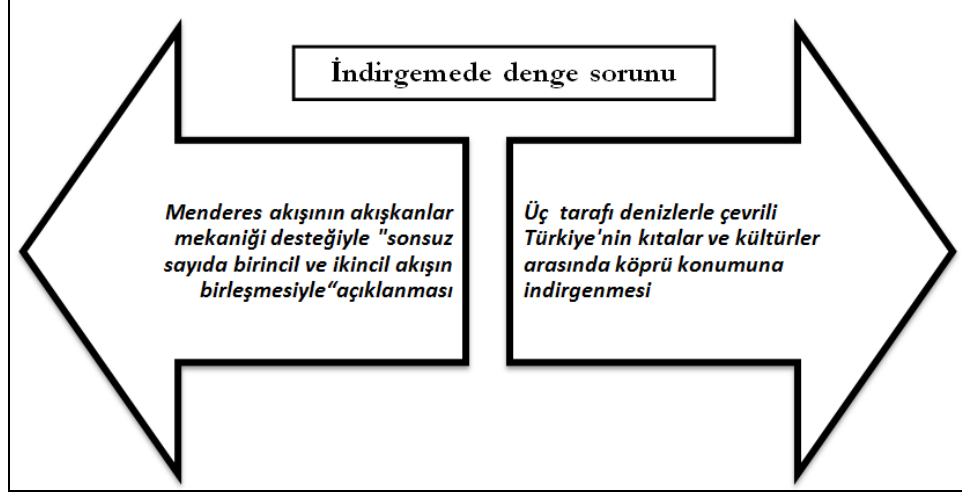 İndirgemede denge sorunu
Menderes akışının akışkanlar
mekaniği desteğiyle "sonsuz
sayıda birincil ve ikincil akışın
birleşmesiyle“açıklanması
Üç tarafı denizlerle çevrili
Türkiye'nin kıtalar ve kültürler
arasında köprü konumuna
indirgenmesi